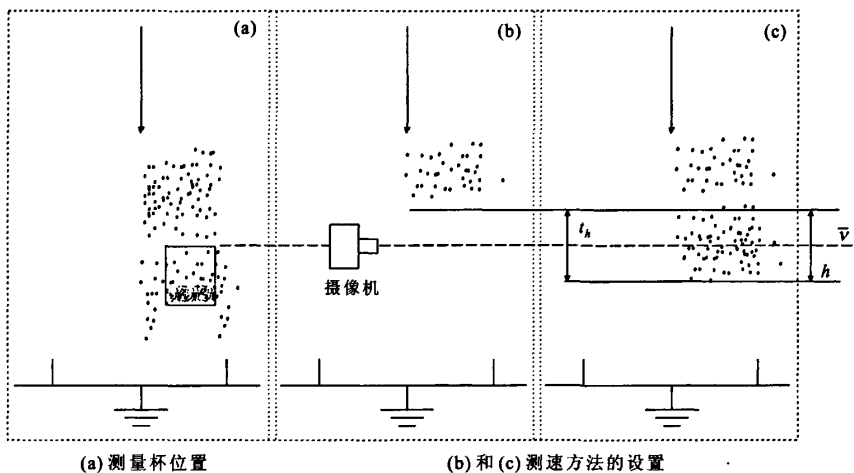 (a)
(b)
(c)
t_h
v̄
h
摄像机
(a) 测量杯位置
(b) 和 (c) 测速方法的设置